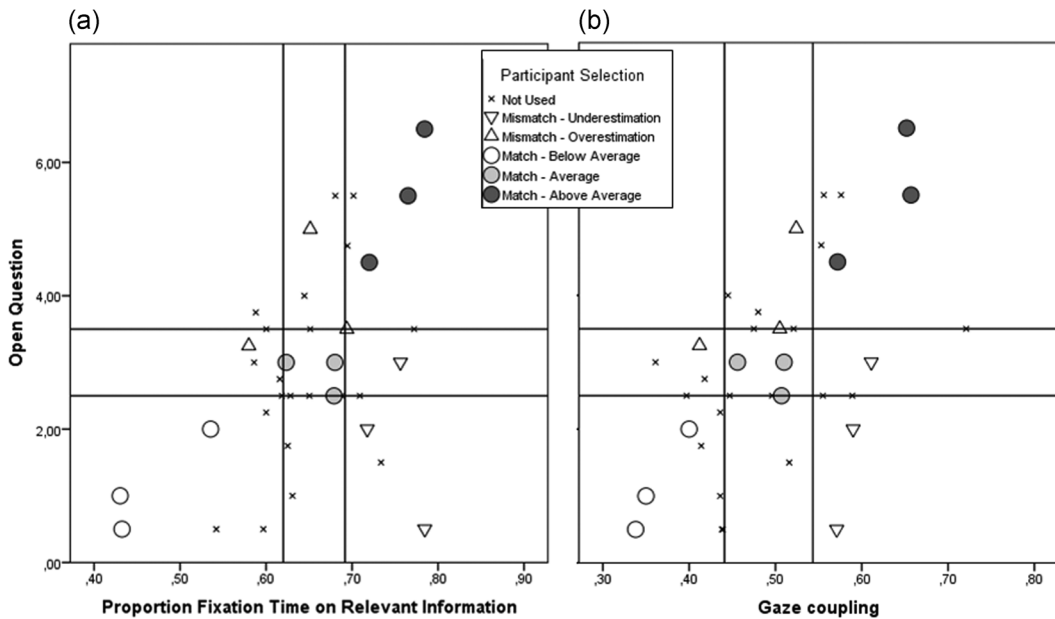 (a)
(b)
Participant Selection
Not Used
Mismatch - Underestimation
Mismatch - Overestimation
Match - Below Average
Match - Average
Match - Above Average
Open Question
6,00
4,00
2,00
,00
,40 ,50 ,60 ,70 ,80 ,90
Proportion Fixation Time on Relevant Information
,30 ,40 ,50 ,60 ,70 ,80
Gaze coupling